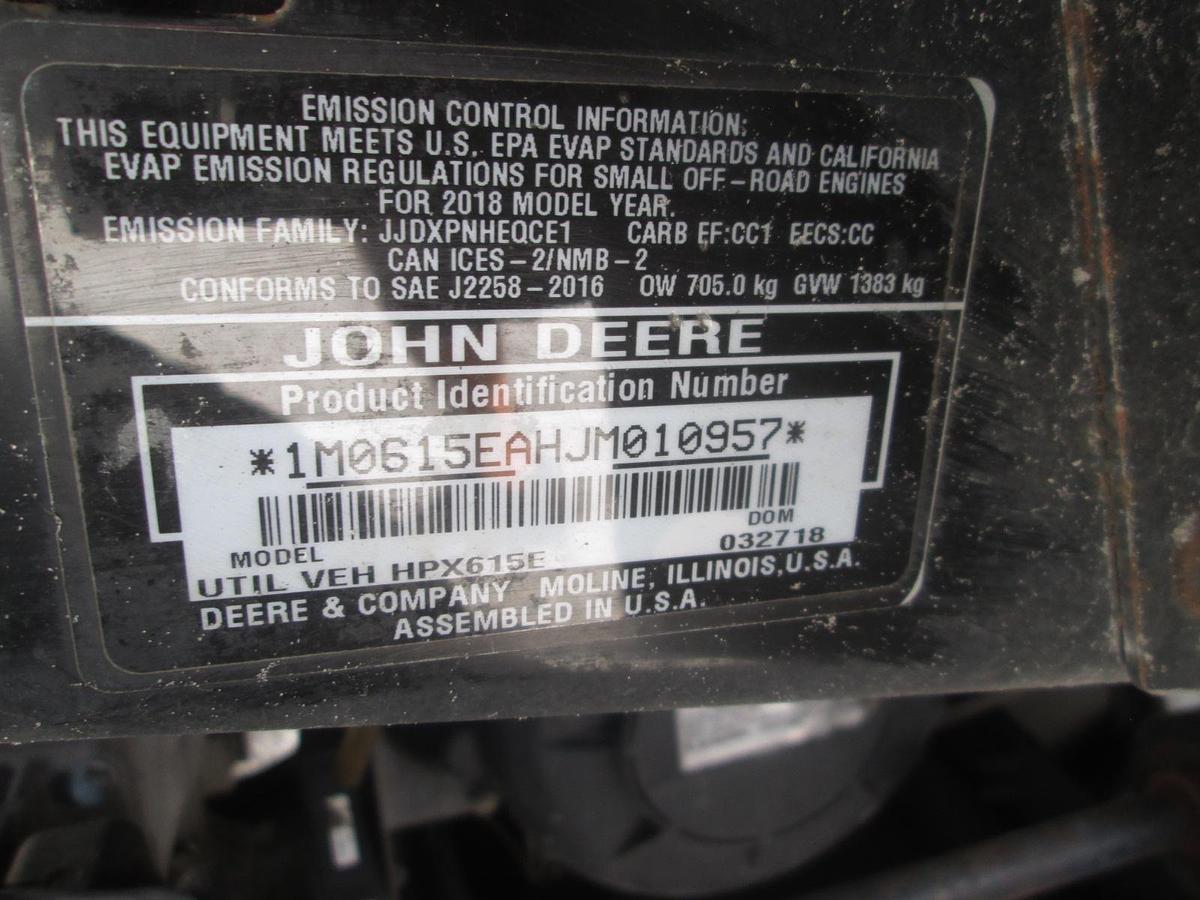 EMISSION CONTROL INFORMATION:
THIS EQUIPMENT MEETS U.S. EPA EVAP STANDARDS AND CALIFORNIA
EVAP EMISSION REGULATIONS FOR SMALL OFF-ROAD ENGINES
FOR 2018 MODEL YEAR.
EMISSION FAMILY: JJDXPNHEQCE1 CARB EF:CC1 EECS:CC
CAN ICES-2/NMB-2
CONFORMS TO SAE J2258-2016 OW 705.0 kg GVW 1383 kg
JOHN DEERE
Product Identification Number
*1M0615EAHJM010957*
MODEL DOM
UTIL VEH HPX615E 032718
DEERE & COMPANY MOLINE, ILLINOIS, U.S.A.
ASSEMBLED IN U.S.A.